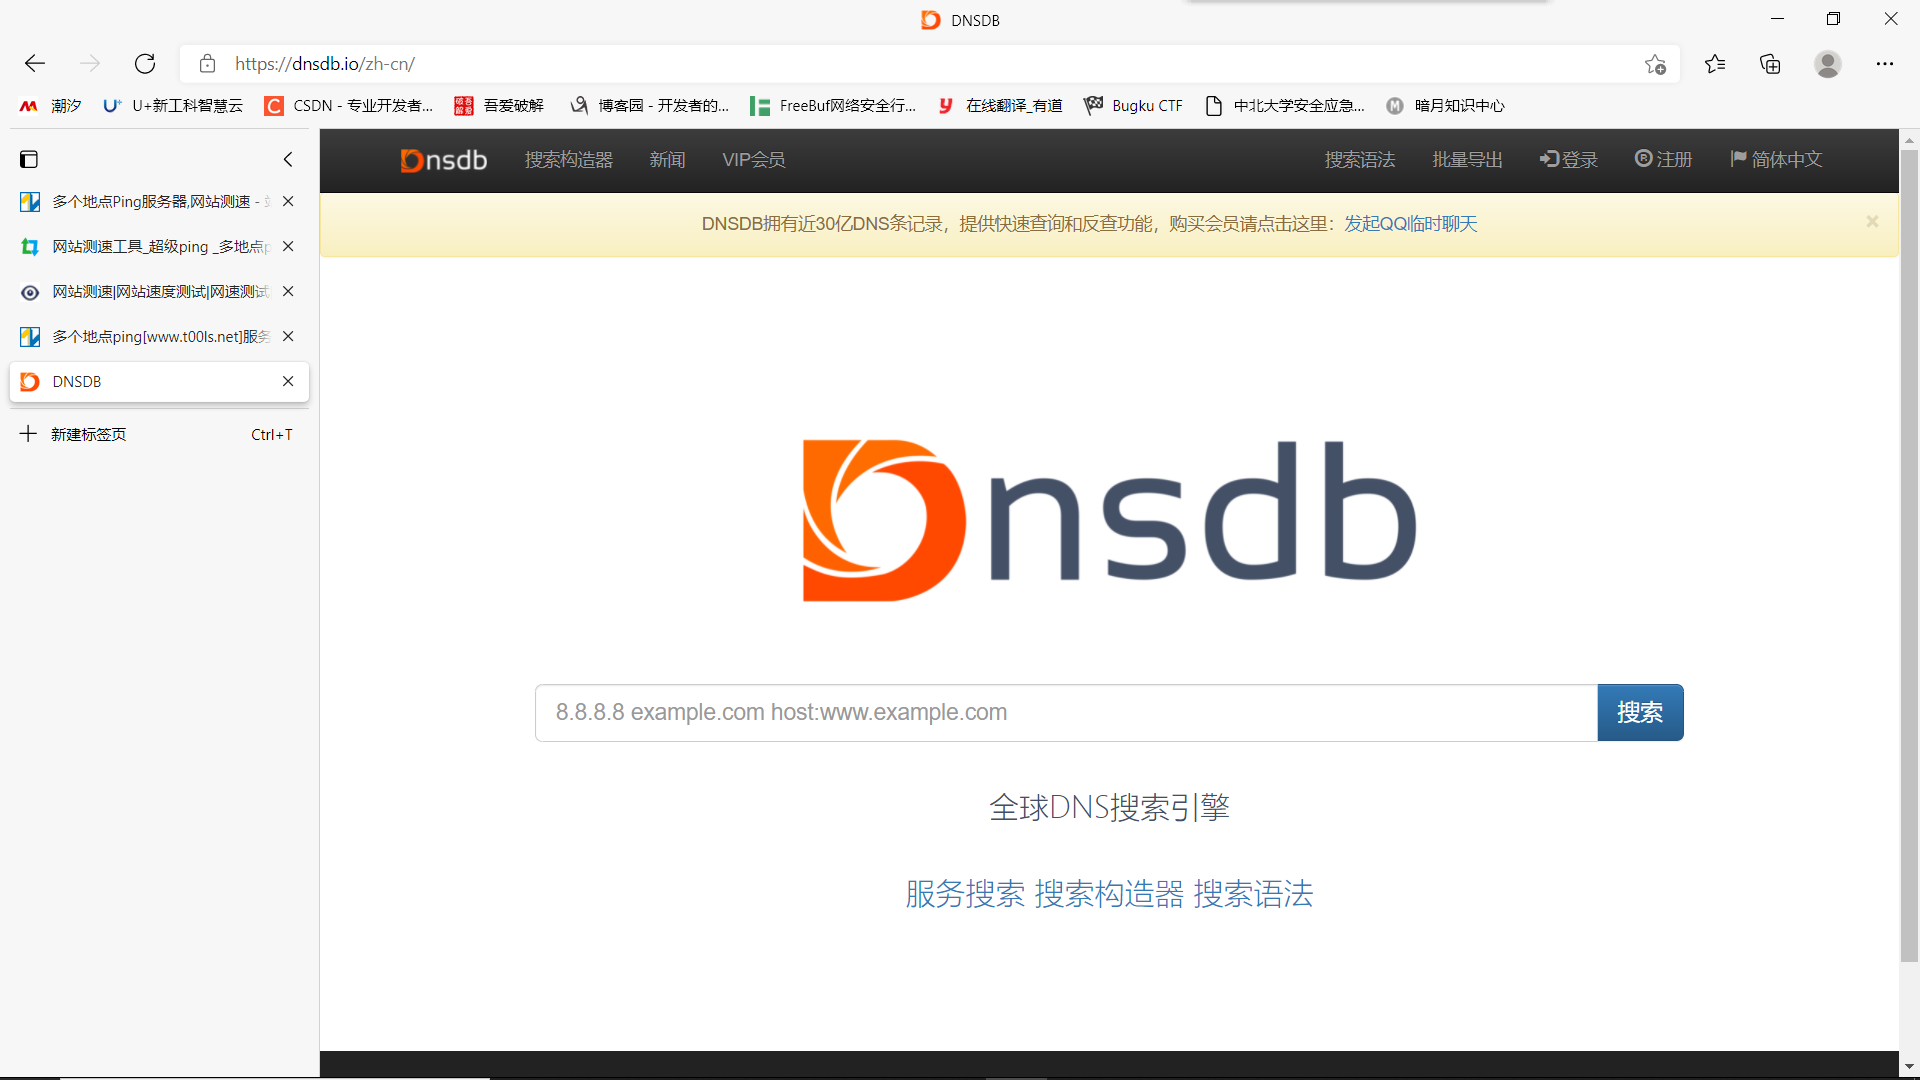 DNSDB
https://dnsdb.io/zh-cn/
潮汐 U+新工科智慧云 CSDN - 专业开发者... 吾爱破解 博客园 - 开发者的... FreeBuf网络安全行... 在线翻译_有道 Bugku CTF 中北大学安全应急... 暗月知识中心
Dnsdb 搜索构造器 新闻 VIP会员 搜索语法 批量导出 登录 注册 简体中文
多个地点Ping服务器,网站测速 -
网站测速工具_超级ping _多地点p
网站测速|网站速度测试|网速测试
多个地点ping[www.t00ls.net]服务
DNSDB
新建标签页 Ctrl+T
DNSDB拥有近30亿DNS条记录，提供快速查询和反查功能，购买会员请点击这里：发起QQ临时聊天 ×
Dnsdb
8.8.8.8 example.com host:www.example.com 搜索
全球DNS搜索引擎
服务搜索 搜索构造器 搜索语法